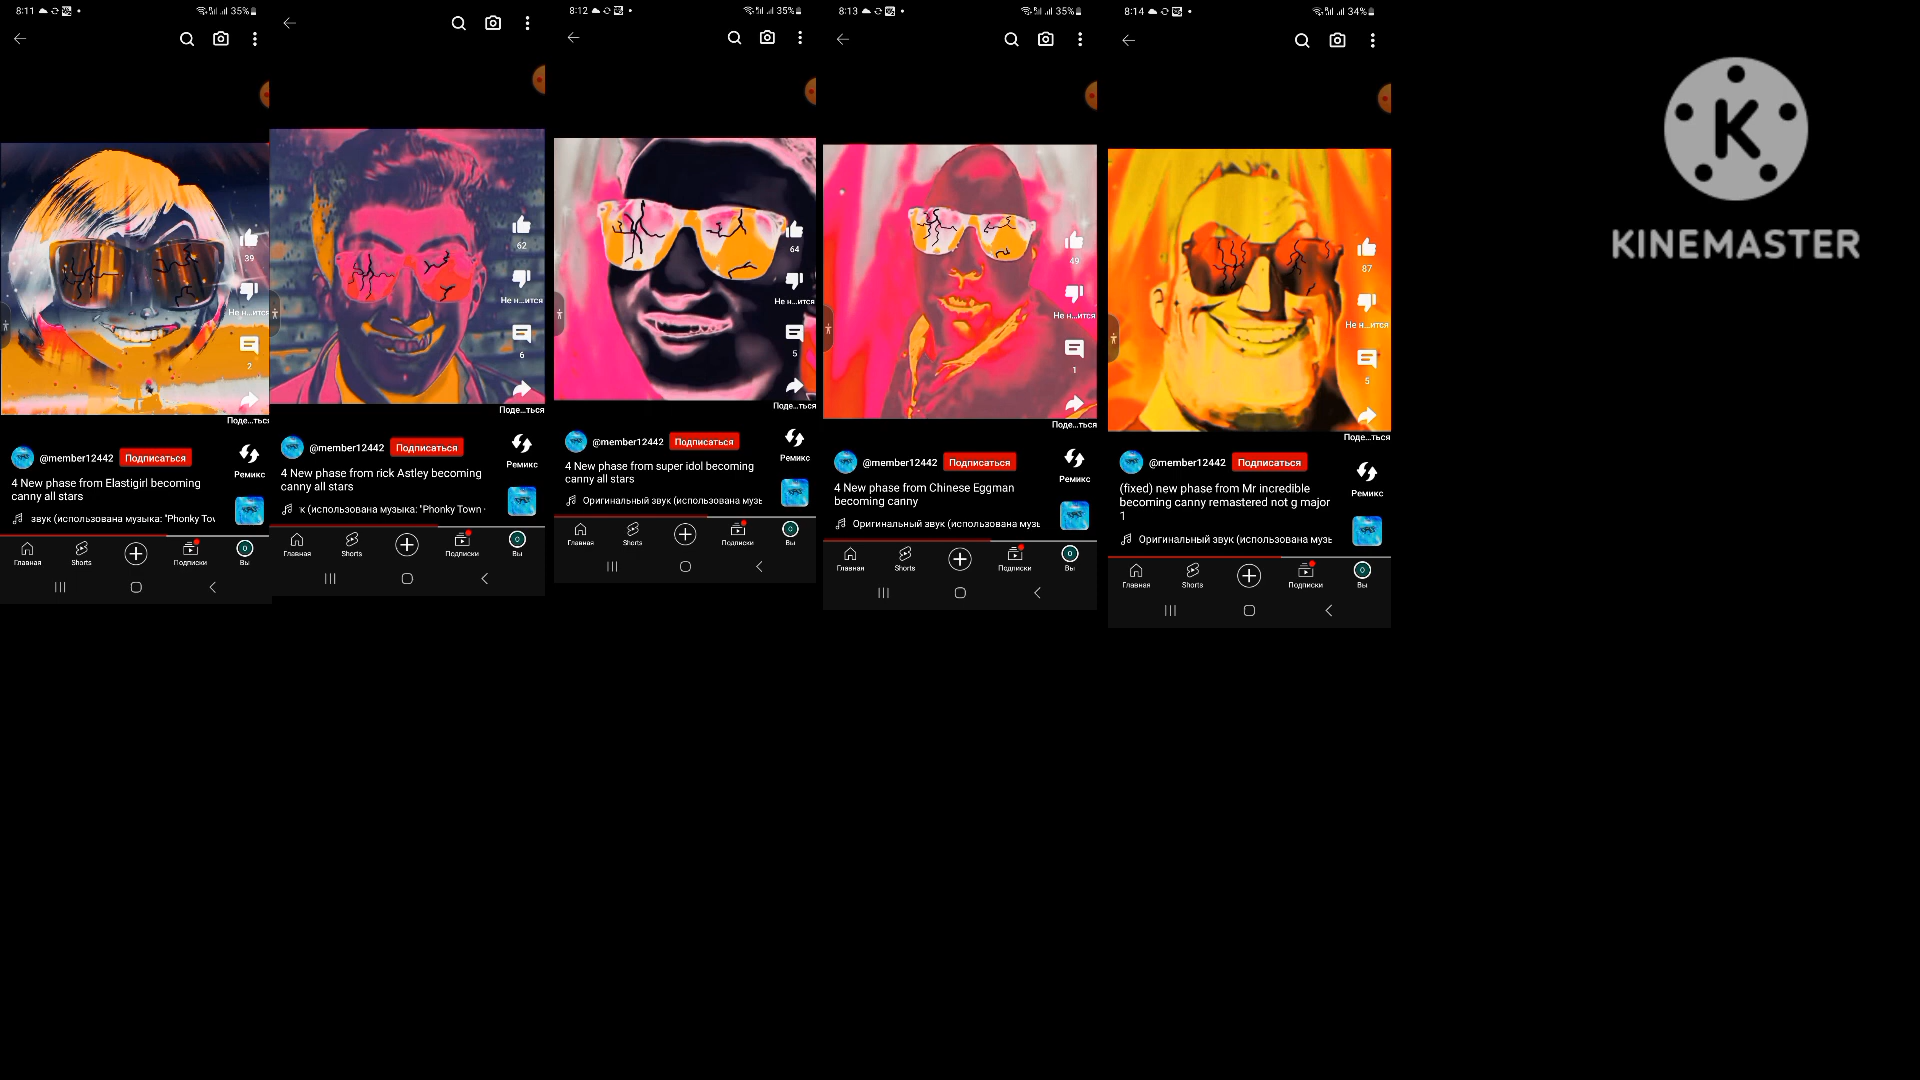 8:11
35%
39
Не н...ится
2
Поде...ться
@member12442
Подписаться
Ремикс
4 New phase from Elastigirl becoming
canny all stars
звук (использована музыка: "Phonky Tov
Главная
Shorts
Подписки
Вы
62
Не н...ится
6
Поде...ться
@member12442
Подписаться
Ремикс
4 New phase from rick Astley becoming
canny all stars
к (использована музыка: "Phonky Town
Главная
Shorts
Подписки
Вы
8:12
35%
64
Не н...ится
5
Поде...ться
@member12442
Подписаться
Ремикс
4 New phase from super idol becoming
canny all stars
Оригинальный звук (использована музы
Главная
Shorts
Подписки
Вы
8:13
35%
49
Не н...ится
1
Поде...ться
@member12442
Подписаться
Ремикс
4 New phase from Chinese Eggman
becoming canny
Оригинальный звук (использована музы
Главная
Shorts
Подписки
Вы
8:14
34%
87
Не н...ится
5
Поде...ться
@member12442
Подписаться
Ремикс
(fixed) new phase from Mr incredible
becoming canny remastered not g major
1
Оригинальный звук (использована музы
Главная
Shorts
Подписки
Вы
K
KINEMASTER